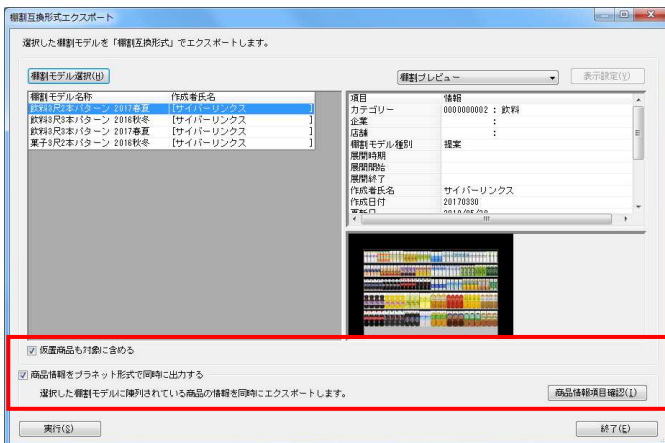 棚割互換形式エクスポート
選択した棚割モデルを「棚割互換形式」でエクスポートします。
棚割モデル選択(H)
棚割プレビュー
表示設定(V)
棚割モデル名称 作成者氏名
飲料3尺2本パターン 2017春夏 [サイバーリンクス ]
飲料3尺3本パターン 2016秋冬 [サイバーリンクス ]
飲料3尺2本パターン 2017春夏 [サイバーリンクス ]
菓子3尺2本パターン 2016秋冬 [サイバーリンクス ]
項目 情報
カテゴリー 0000000002 : 飲料
企業 :
店舗 :
棚割モデル種別 提案
展開時期
展開開始
展開終了
作成者氏名 サイバーリンクス
作成日付 20170330
仮置商品も対象に含める
商品情報をプラネット形式で同時に出力する
選択した棚割モデルに陳列されている商品の情報を同時にエクスポートします。
商品情報項目確認(I)
実行(S)
終了(E)